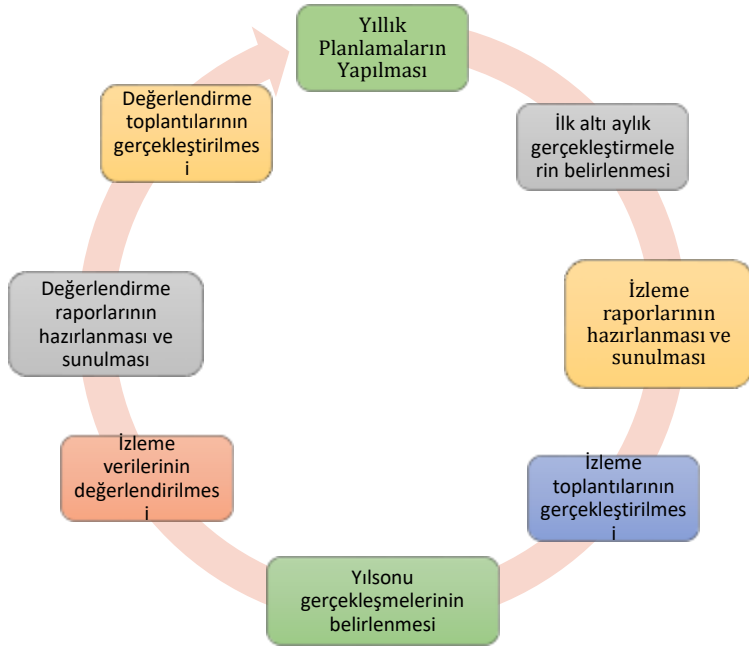 Yıllık
Planlamaların
Yapılması
İlk altı aylık
gerçekleştirmele
rin belirlenmesi
İzleme
raporlarının
hazırlanması ve
sunulması
İzleme
toplantılarının
gerçekleştirilmes
i
Yılsonu
gerçekleşmelerinin
belirlenmesi
İzleme
verilerinin
değerlendirilmes
i
Değerlendirme
raporlarının
hazırlanması ve
sunulması
Değerlendirme
toplantılarının
gerçekleştirilmes
i